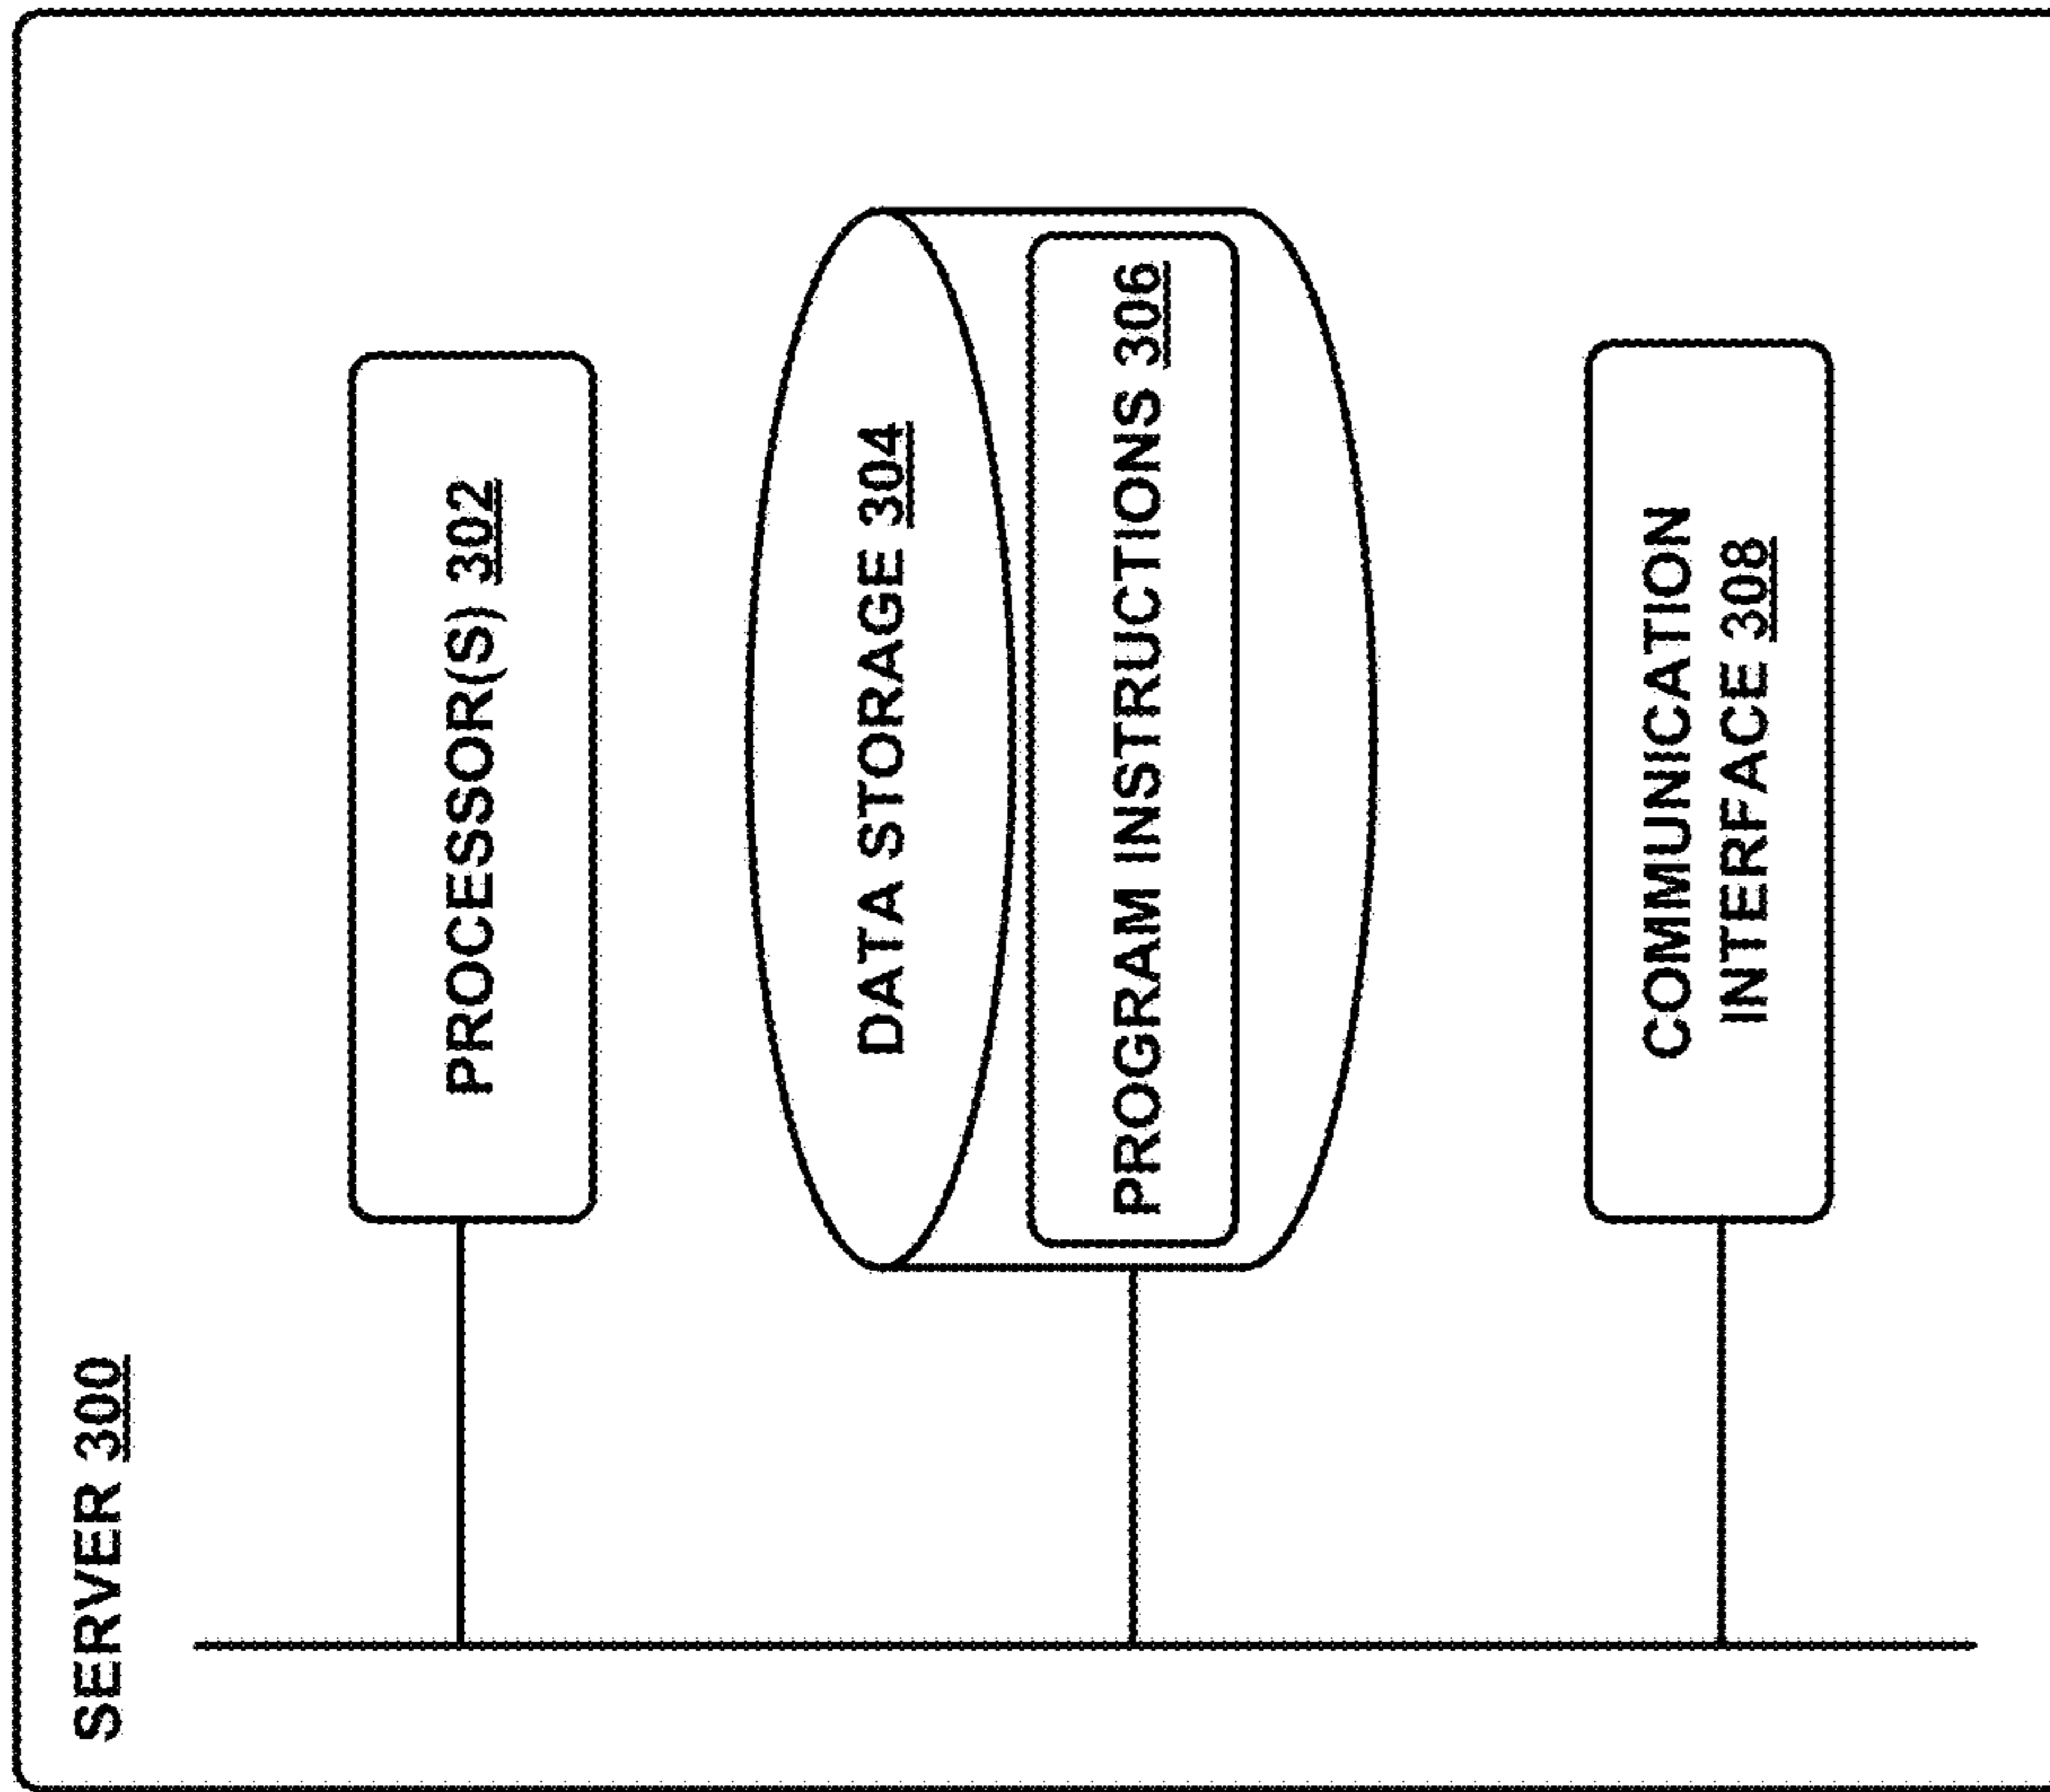 SERVER 300
PROCESSOR(S) 302
DATA STORAGE 304
PROGRAM INSTRUCTIONS 306
COMMUNICATION
INTERFACE 308